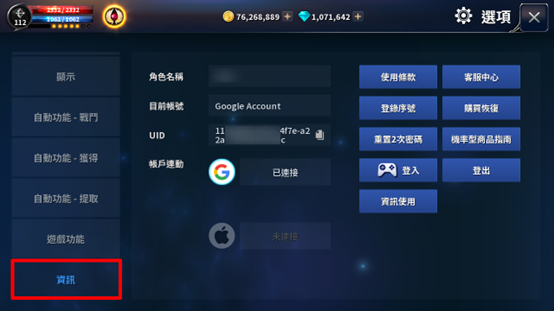 112
2332 / 2332
1062 / 1062
76,268,889
1,071,642
選項
顯示
自動功能 - 戰鬥
自動功能 - 獲得
自動功能 - 提取
遊戲功能
資訊
角色名稱
目前帳號 Google Account
UID 11 4f7e-a2
2a c
帳戶連動 已連接
未連接
使用條款 客服中心
登錄序號 購買恢復
重置2次密碼 機率型商品指南
登入 登出
資訊使用